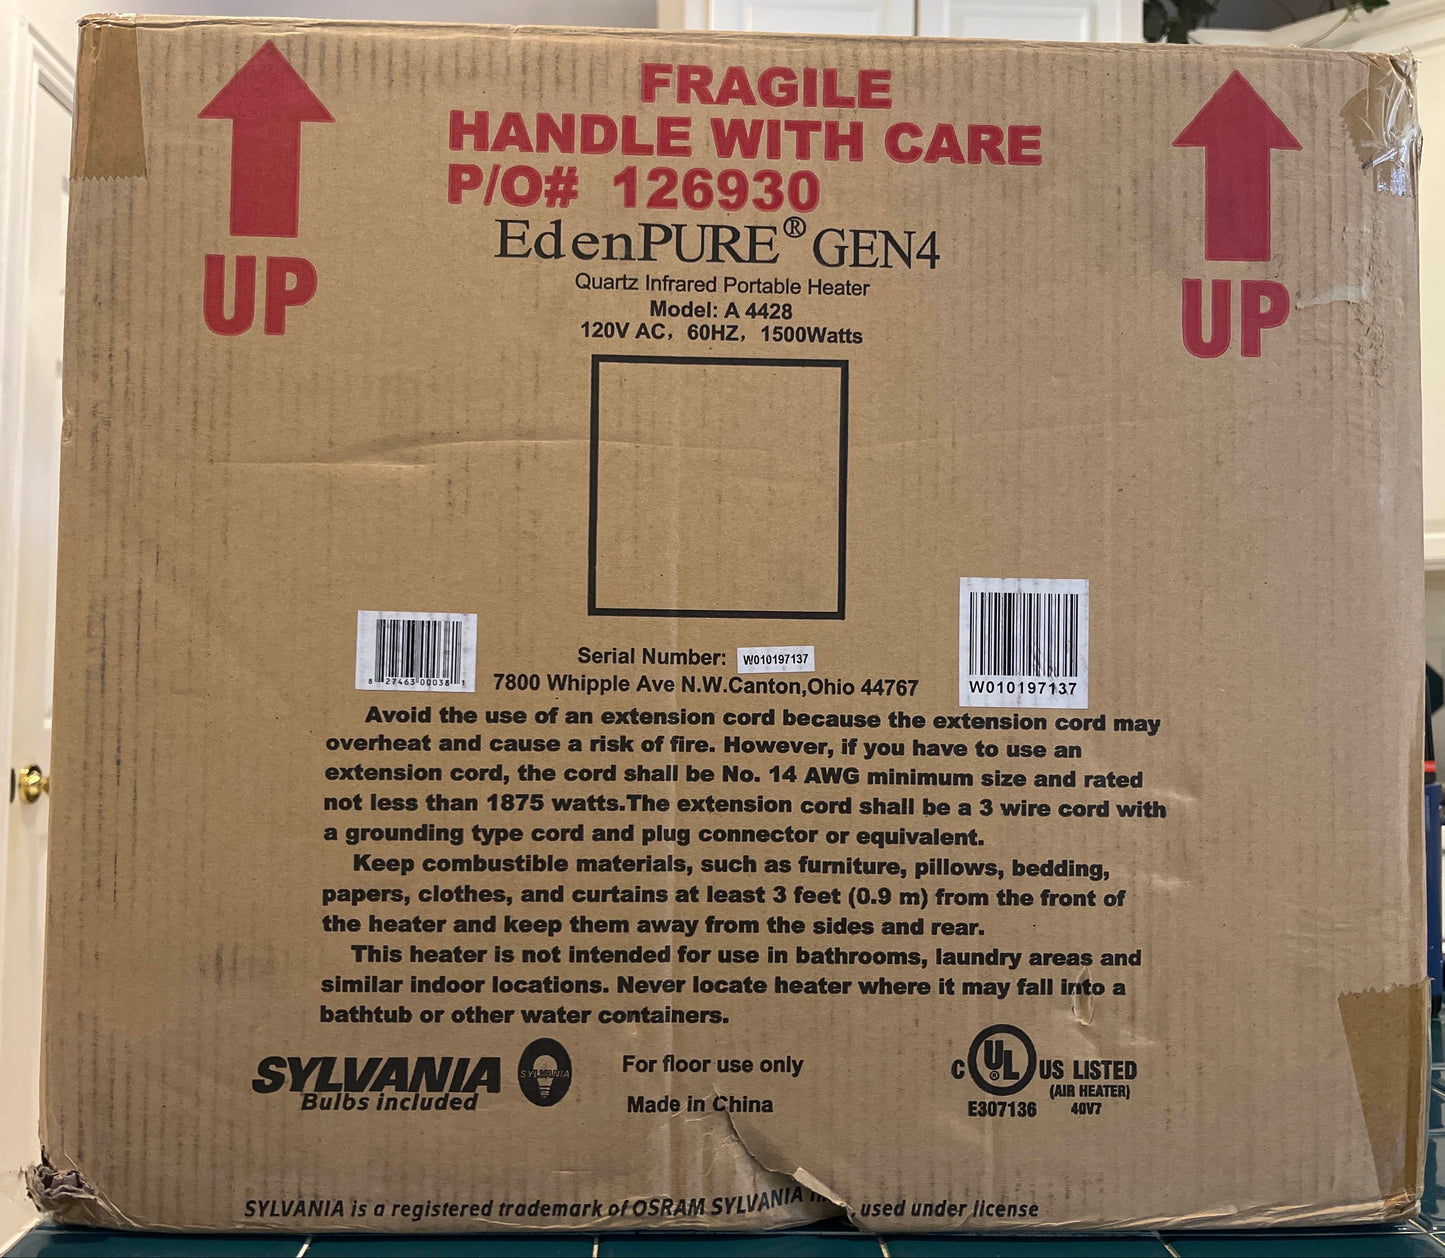 FRAGILE
HANDLE WITH CARE
P/O# 126930
UP
UP
EdenPURE® GEN4
Quartz Infrared Portable Heater
Model: A 4428
120V AC, 60HZ, 1500Watts
8 27463 00038 1
Serial Number: W010197137
W010197137
7800 Whipple Ave N.W.Canton,Ohio 44767
Avoid the use of an extension cord because the extension cord may
overheat and cause a risk of fire. However, if you have to use an
extension cord, the cord shall be No. 14 AWG minimum size and rated
not less than 1875 watts.The extension cord shall be a 3 wire cord with
a grounding type cord and plug connector or equivalent.
Keep combustible materials, such as furniture, pillows, bedding,
papers, clothes, and curtains at least 3 feet (0.9 m) from the front of
the heater and keep them away from the sides and rear.
This heater is not intended for use in bathrooms, laundry areas and
similar indoor locations. Never locate heater where it may fall into a
bathtub or other water containers.
SYLVANIA
Bulbs included
SYLVANIA
For floor use only
Made in China
C UL® US LISTED
(AIR HEATER)
E307136 40V7
SYLVANIA is a registered trademark of OSRAM SYLVANIA , used under license